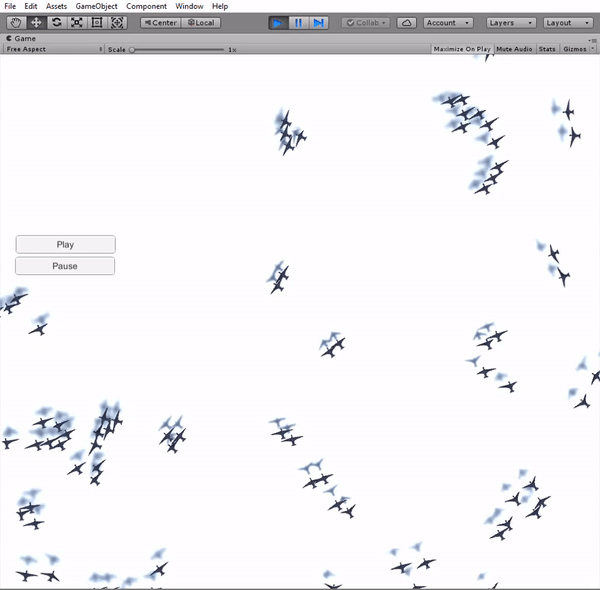 File Edit Assets GameObject Component Window Help
Center Local Collab Account Layers Layout
Game
Free Aspect Scale 1x Maximize On Play Mute Audio Stats Gizmos
Play
Pause